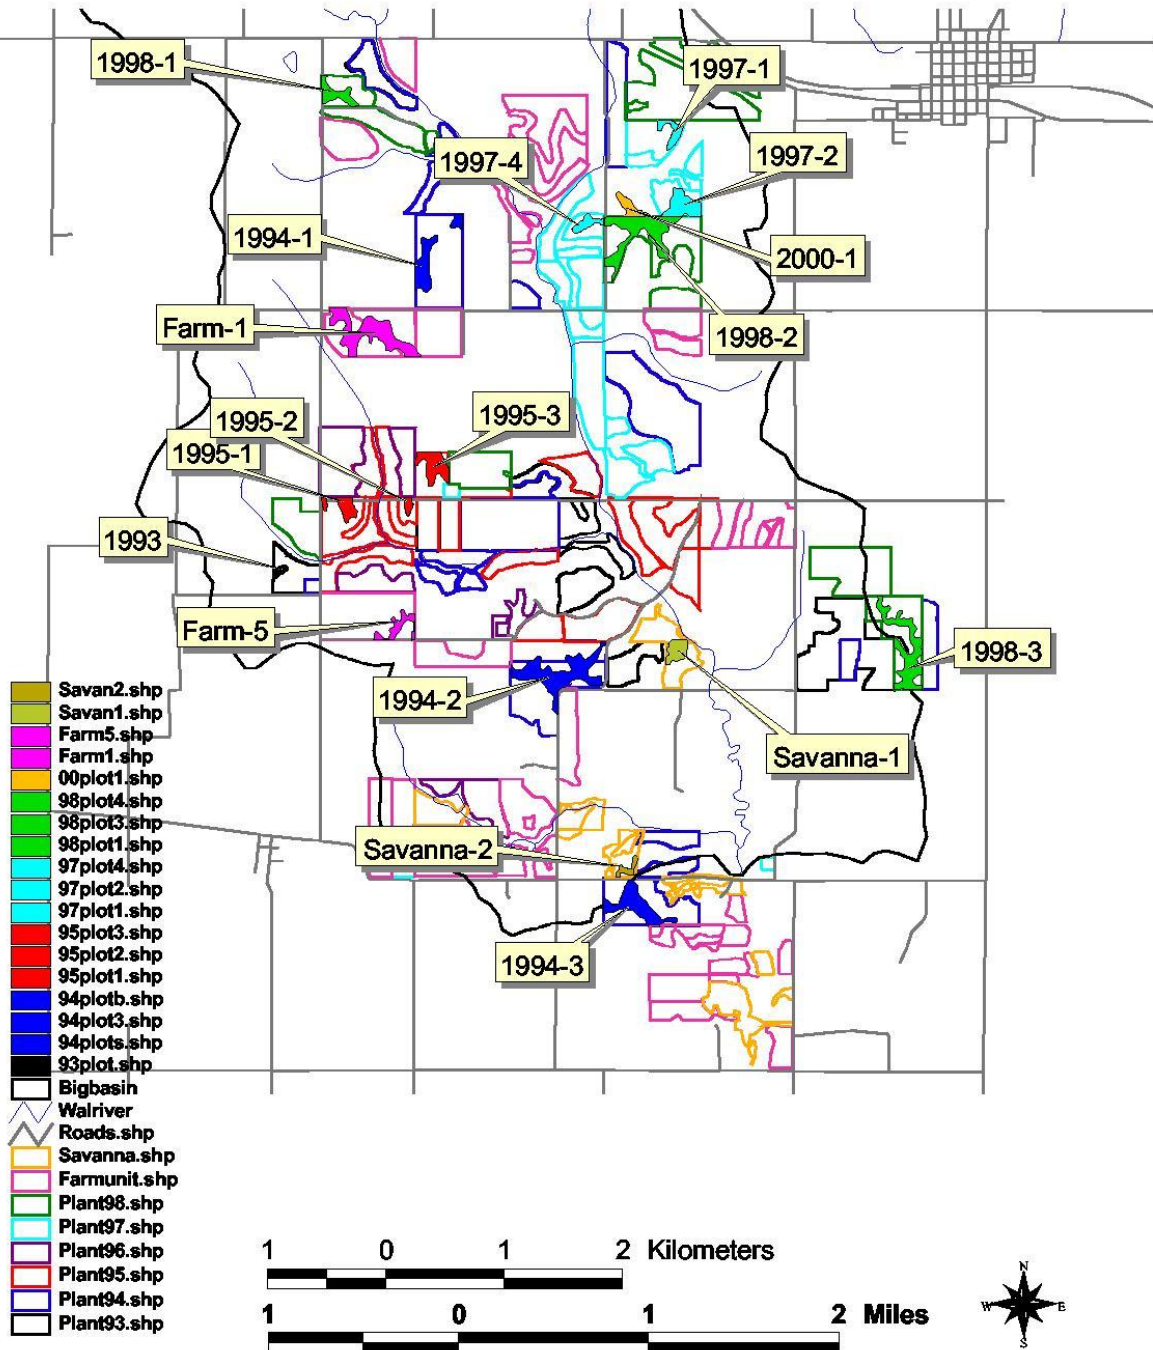 1998-1
1997-1
1997-4
1997-2
1994-1
2000-1
Farm-1
1998-2
1995-2
1995-3
1995-1
1993
Farm-5
1998-3
1994-2
Savanna-1
Savanna-2
1994-3
Savan2.shp
Savan1.shp
Farm5.shp
Farm1.shp
00plot1.shp
98plot4.shp
98plot3.shp
98plot1.shp
97plot4.shp
97plot2.shp
97plot1.shp
95plot3.shp
95plot2.shp
95plot1.shp
94plotb.shp
94plot3.shp
94plots.shp
93plot.shp
Bigbasin
Walriver
Roads.shp
Savanna.shp
Farmunit.shp
Plant98.shp
Plant97.shp
Plant96.shp
Plant95.shp
Plant94.shp
Plant93.shp
1 0 1 2 Kilometers
1 0 1 2 Miles
N
W E
S